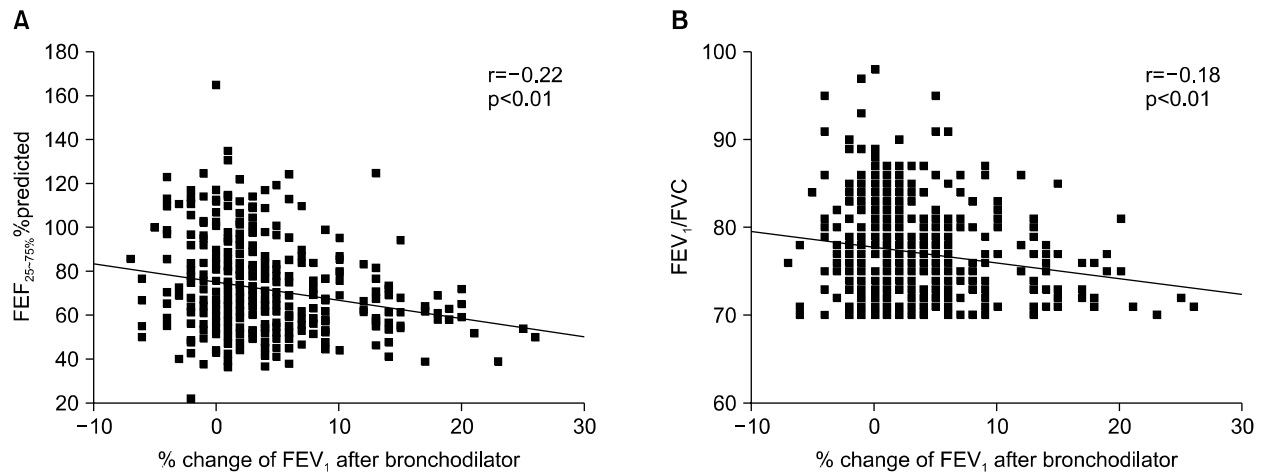 A
180
160
140
120
100
80
60
40
20
−10
0
10
20
30
FEF25~75% %predicted
% change of FEV1 after bronchodilator
r=−0.22
p<0.01
B
100
90
80
70
60
−10
0
10
20
30
FEV1/FVC
% change of FEV1 after bronchodilator
r=−0.18
p<0.01